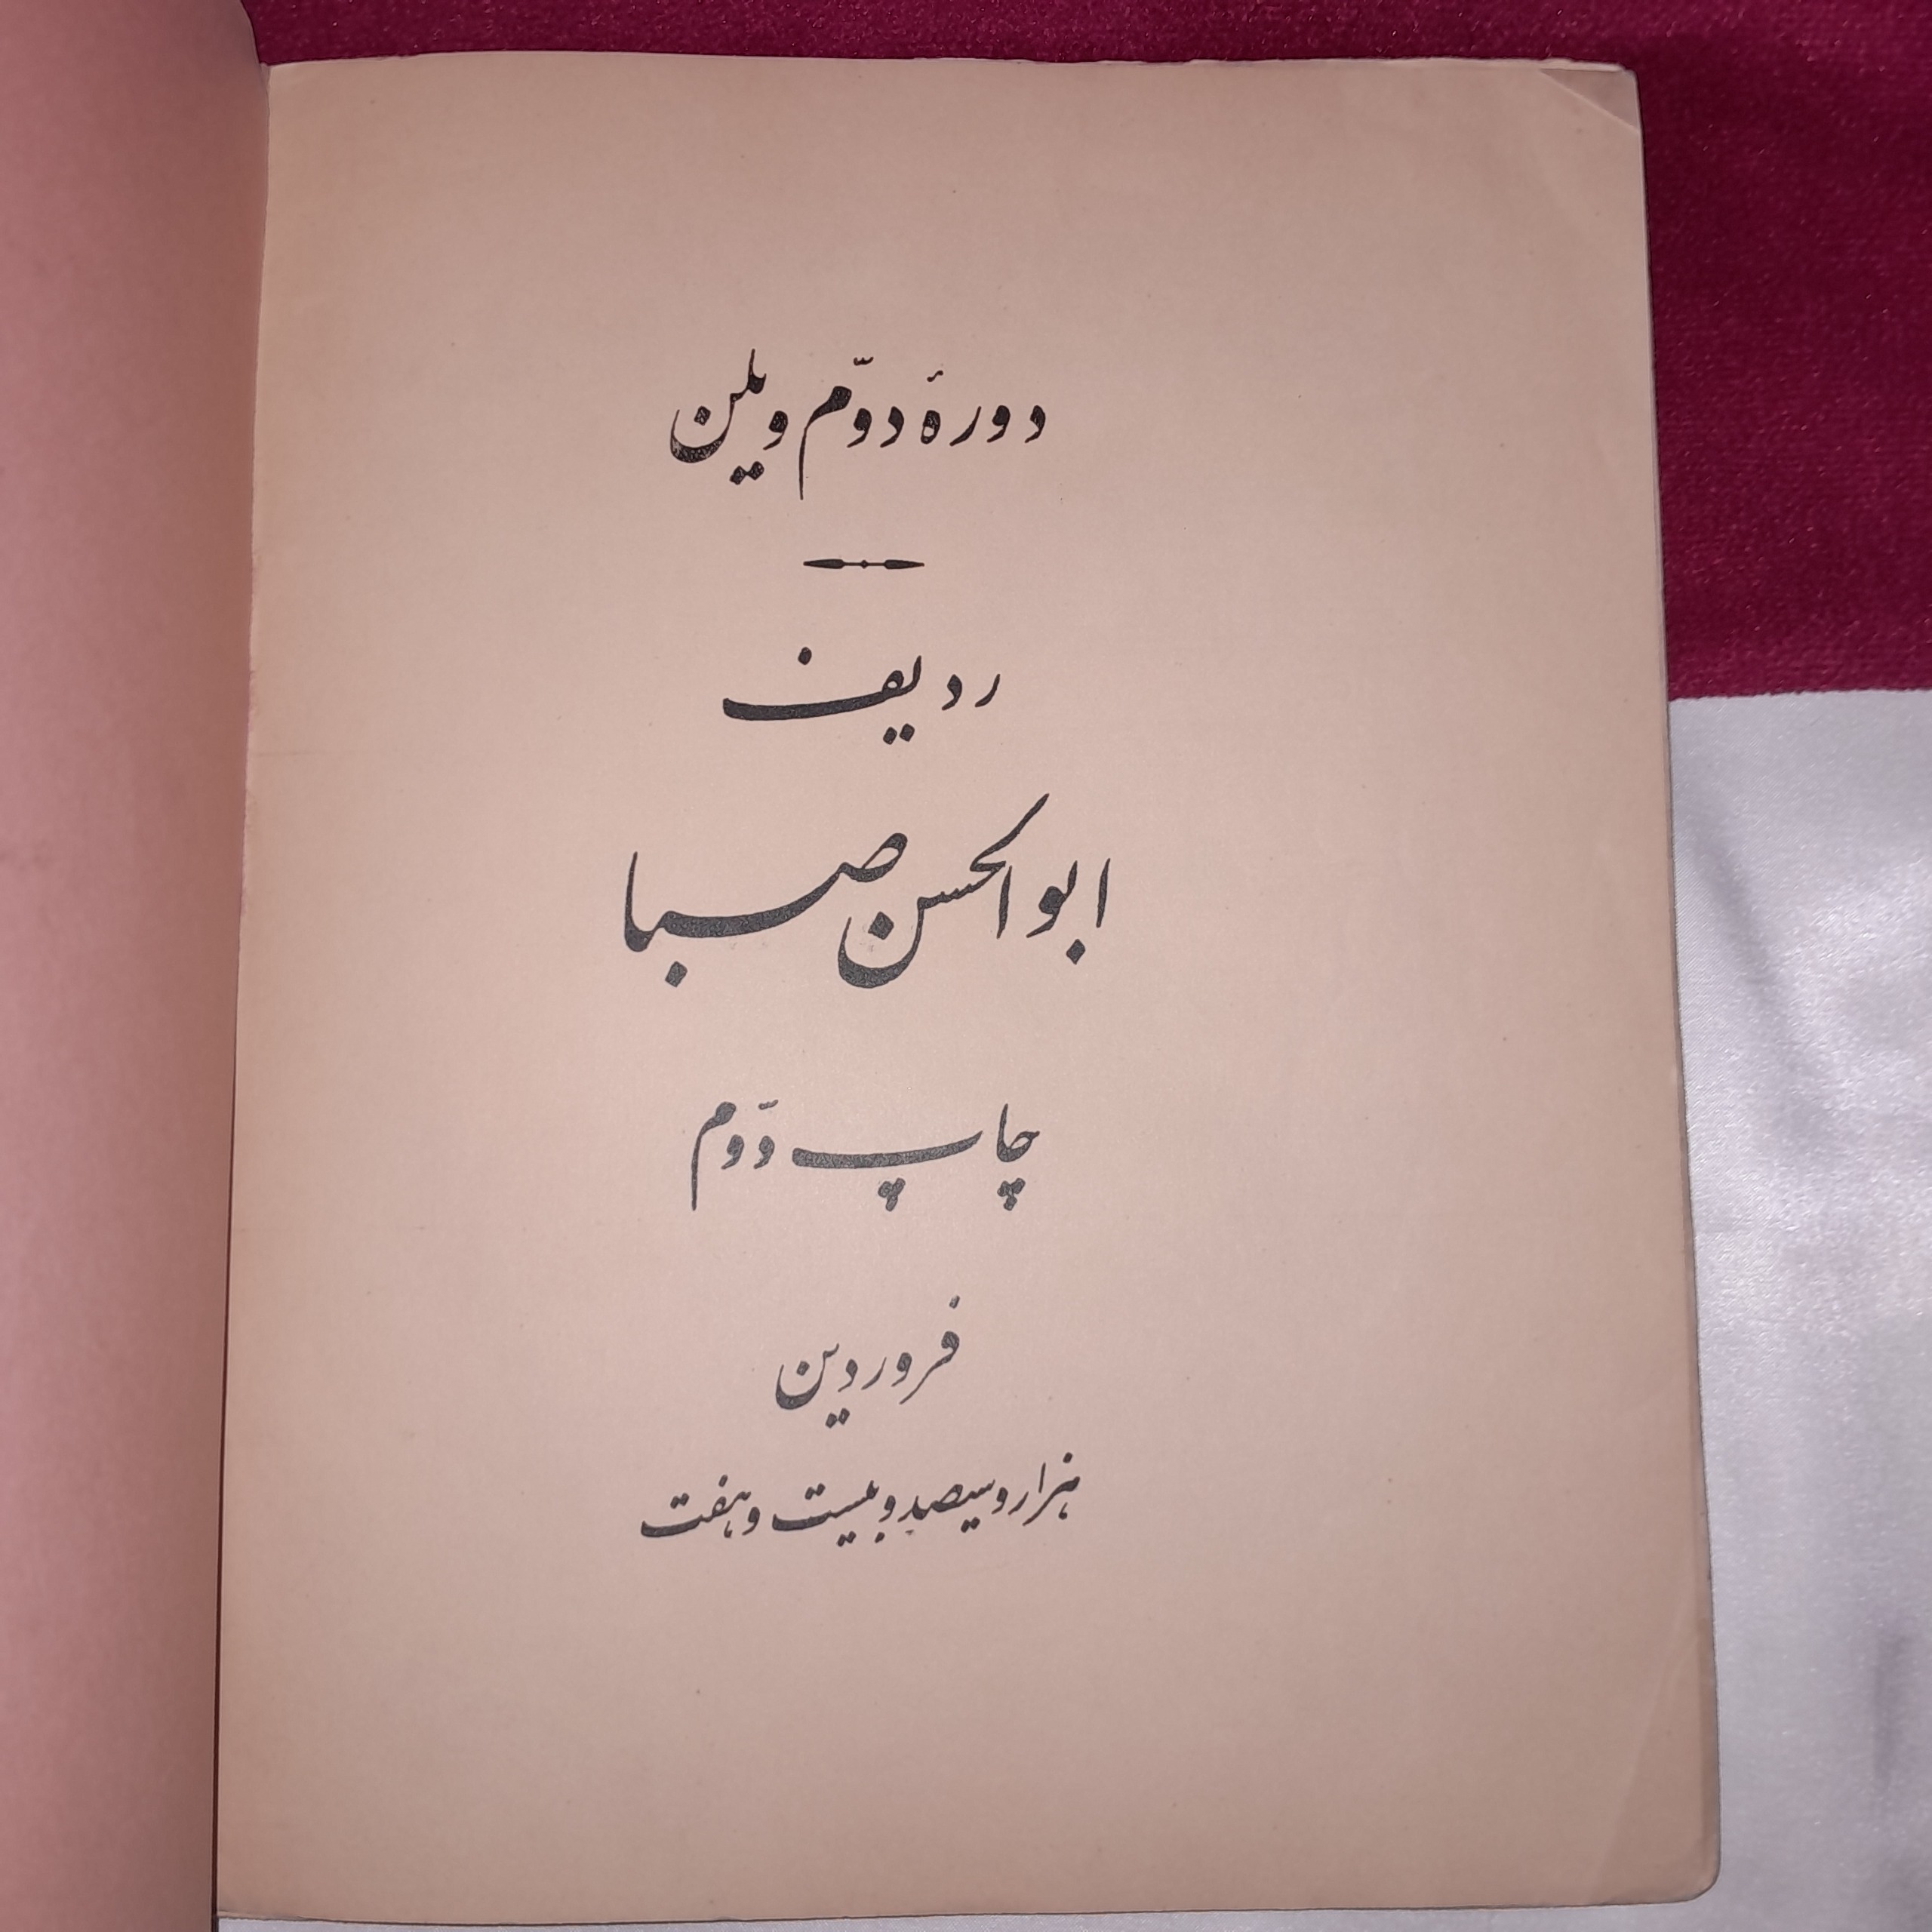 دورهٔ دوّم ویلن
ردیف
ابوالحسن صبا
چاپ دوّم
فروردین
هزار و سیصد و بیست و هفت